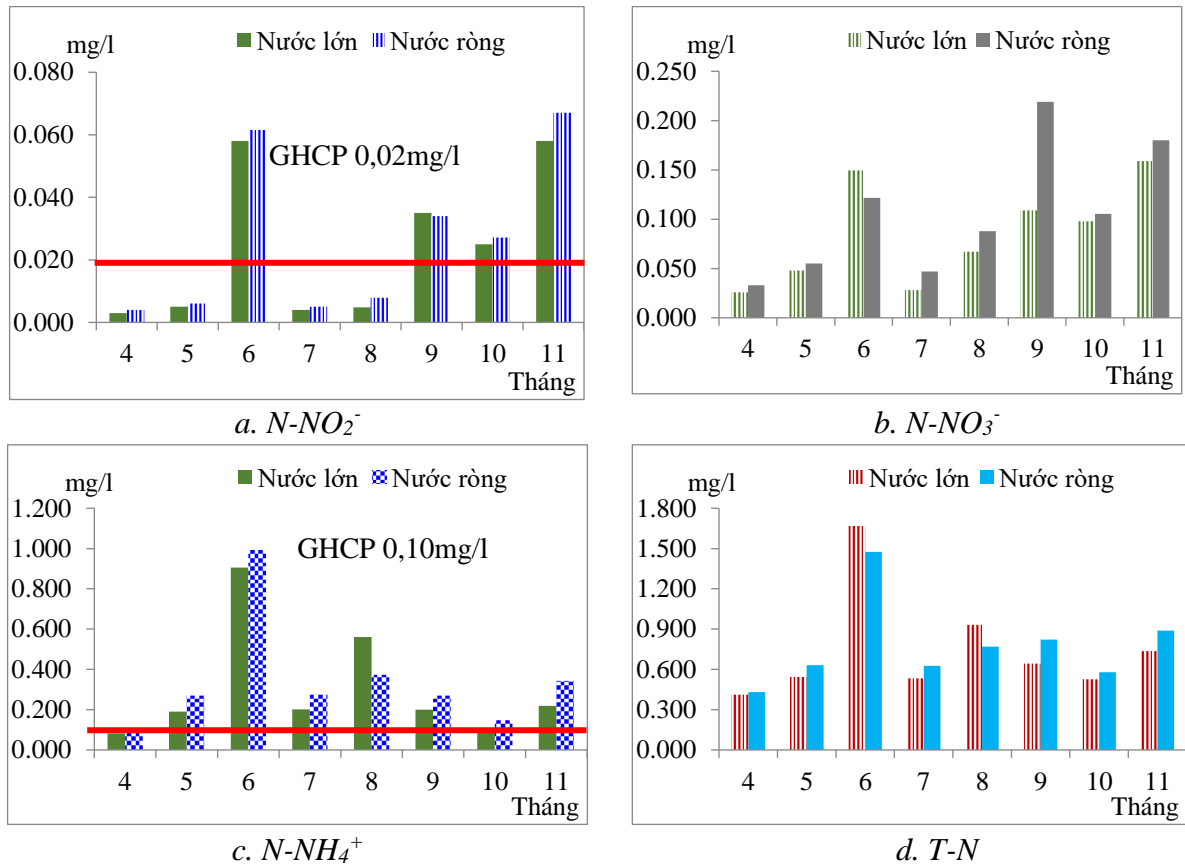 mg/l
Nước lớn Nước ròng
0.080
0.060
GHCP 0,02mg/l
0.040
0.020
0.000
4 5 6 7 8 9 10 11
Tháng
a. N-NO₂⁻
mg/l
Nước lớn Nước ròng
0.250
0.200
0.150
0.100
0.050
0.000
4 5 6 7 8 9 10 11
Tháng
b. N-NO₃⁻
mg/l
Nước lớn Nước ròng
1.200
1.000
GHCP 0,10mg/l
0.800
0.600
0.400
0.200
0.000
4 5 6 7 8 9 10 11
Tháng
c. N-NH₄⁺
mg/l
Nước lớn Nước ròng
1.800
1.500
1.200
0.900
0.600
0.300
0.000
4 5 6 7 8 9 10 11
Tháng
d. T-N